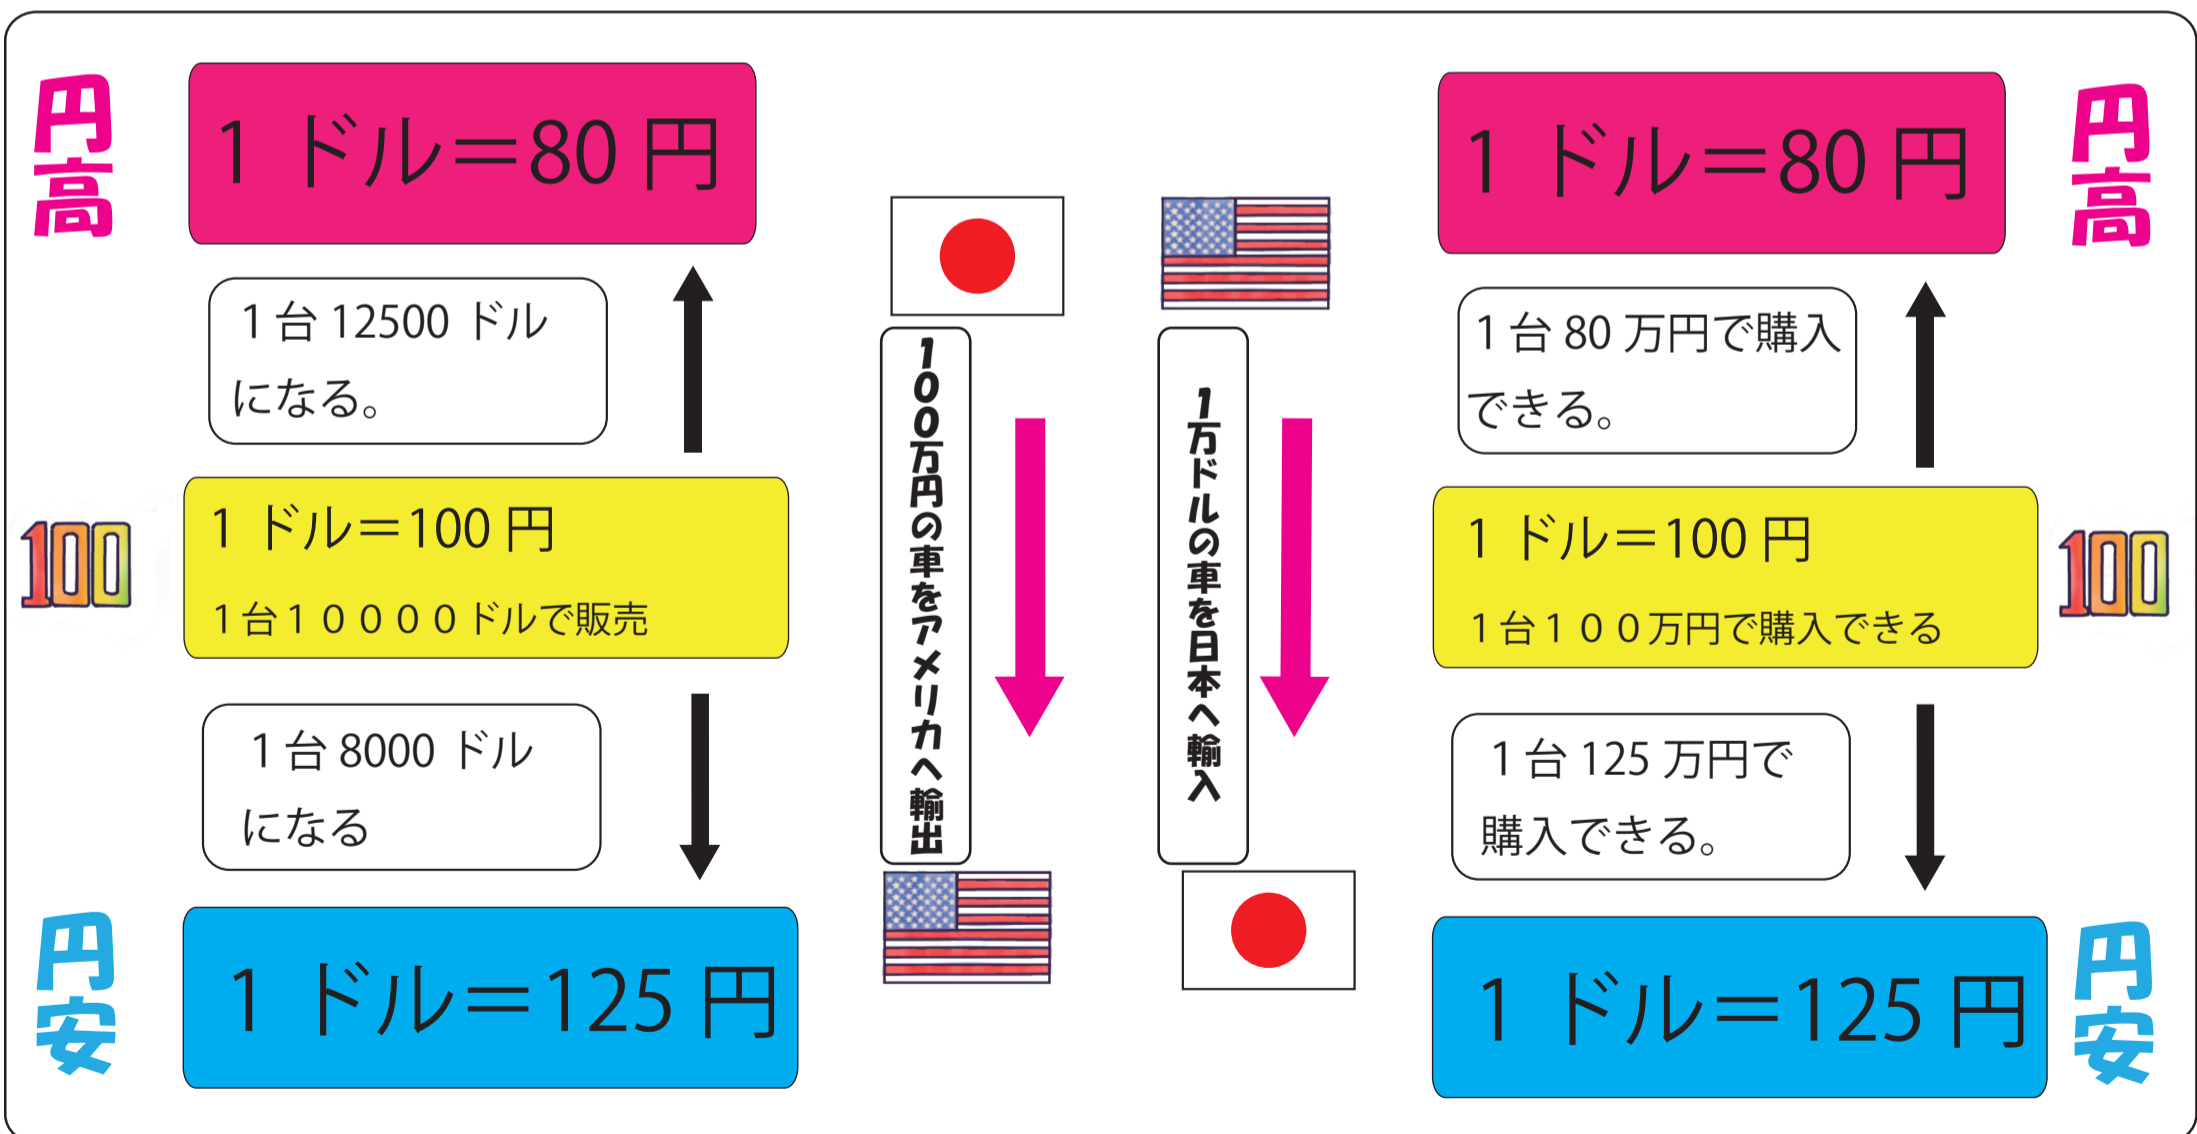 円高
1 ドル＝80 円
1 台 12500 ドル
になる。
100
1 ドル＝100 円
1台１００００ドルで販売
1 台 8000 ドル
になる
円安
1 ドル＝125 円
100万円の車をアメリカへ輸出
1万ドルの車を日本へ輸入
1 ドル＝80 円
円高
1 台 80 万円で購入
できる。
1 ドル＝100 円
1台１００万円で購入できる
100
1 台 125 万円で
購入できる。
1 ドル＝125 円
円安